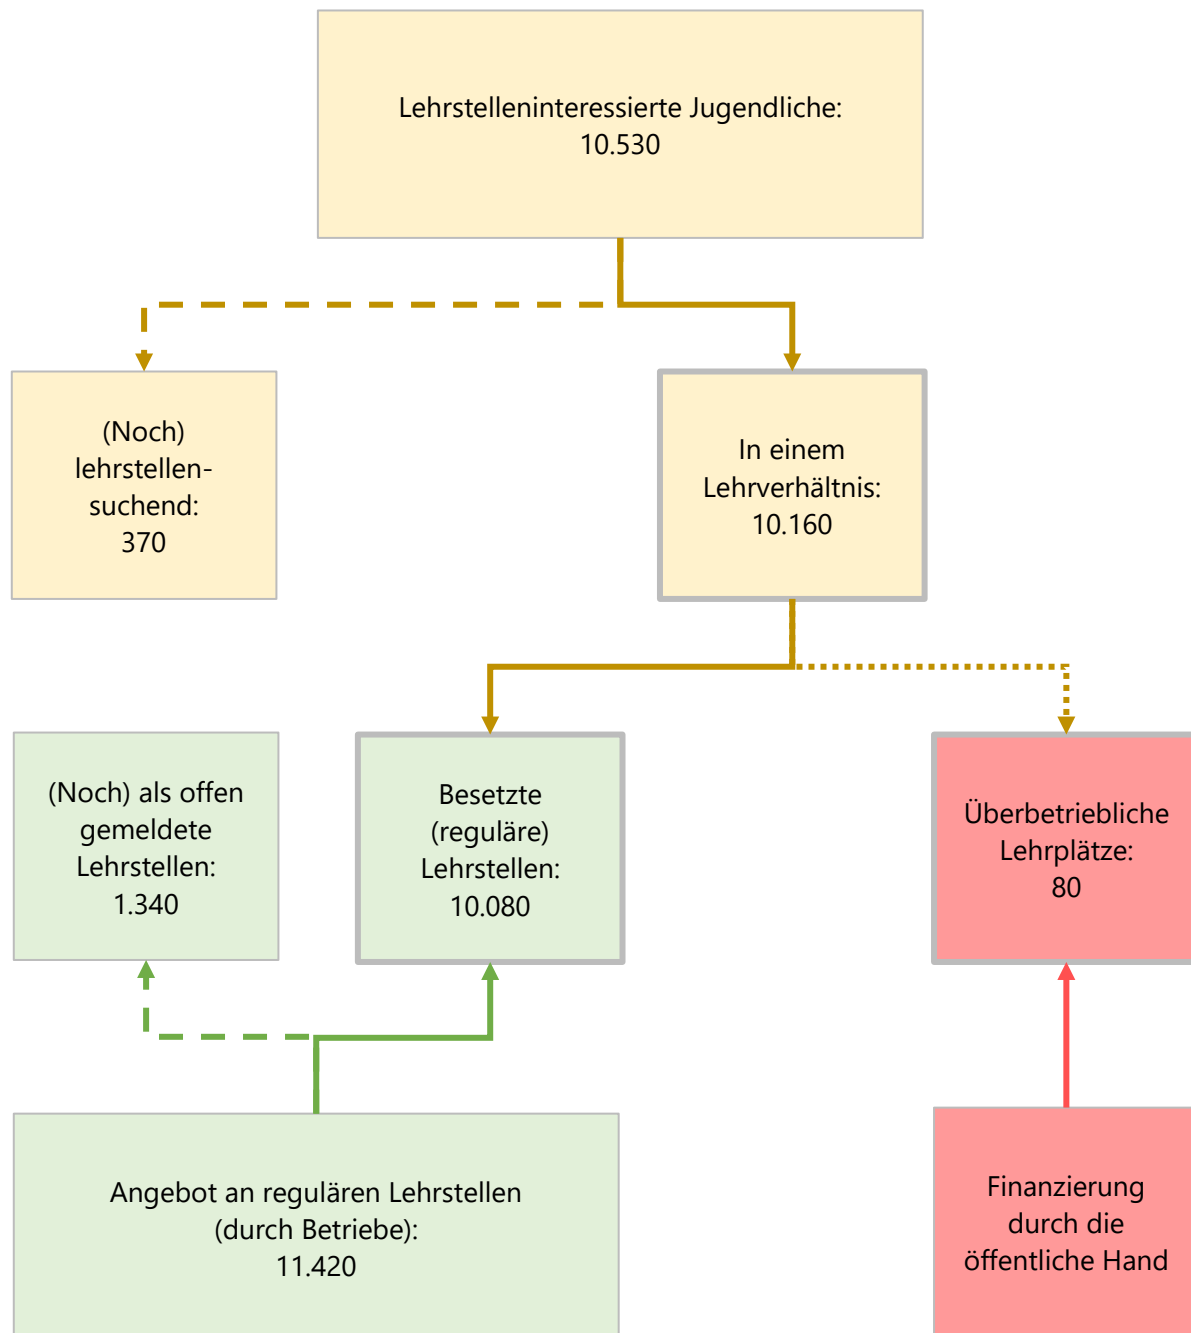 Lehrstelleninteressierte Jugendliche:
10.530
(Noch)
lehrstellen-
suchend:
370
In einem
Lehrverhältnis:
10.160
(Noch) als offen
gemeldete
Lehrstellen:
1.340
Besetzte
(reguläre)
Lehrstellen:
10.080
Überbetriebliche
Lehrplätze:
80
Angebot an regulären Lehrstellen
(durch Betriebe):
11.420
Finanzierung
durch die
öffentliche Hand